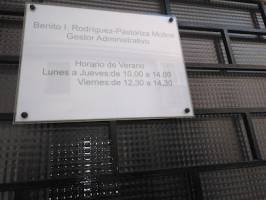 Benito I. Rodríguez-Pastoriza Molina
Gestor Administrativo
Horario de Verano
Lunes a Jueves:de 10,00 a 14,00
Viernes:de 12,30 a 14,30